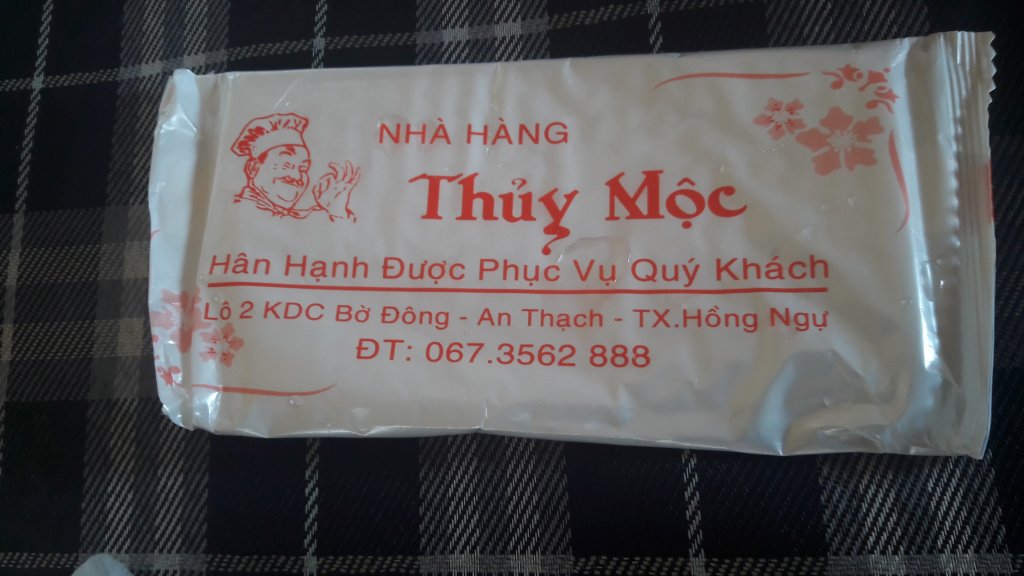 NHÀ HÀNG
Thủy Mộc
Hân Hạnh Được Phục Vụ Quý Khách
Lô 2 KDC Bờ Đông - An Thạch - TX.Hồng Ngự
ĐT: 067.3562 888